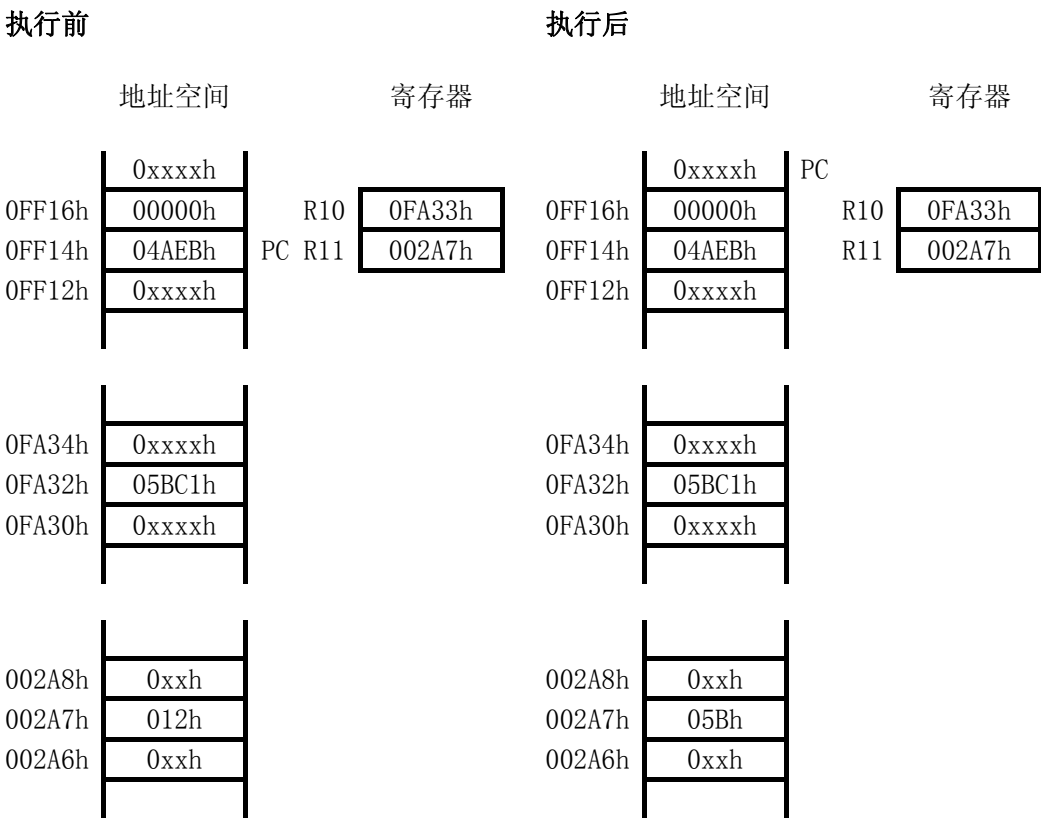 执行前 执行后
地址空间 寄存器 地址空间 寄存器
0xxxxh 0xxxxh PC
0FF16h 00000h R10 0FA33h 0FF16h 00000h R10 0FA33h
0FF14h 04AEBh PC R11 002A7h 0FF14h 04AEBh R11 002A7h
0FF12h 0xxxxh 0FF12h 0xxxxh
0FA34h 0xxxxh 0FA34h 0xxxxh
0FA32h 05BC1h 0FA32h 05BC1h
0FA30h 0xxxxh 0FA30h 0xxxxh
002A8h 0xxh 002A8h 0xxh
002A7h 012h 002A7h 05Bh
002A6h 0xxh 002A6h 0xxh